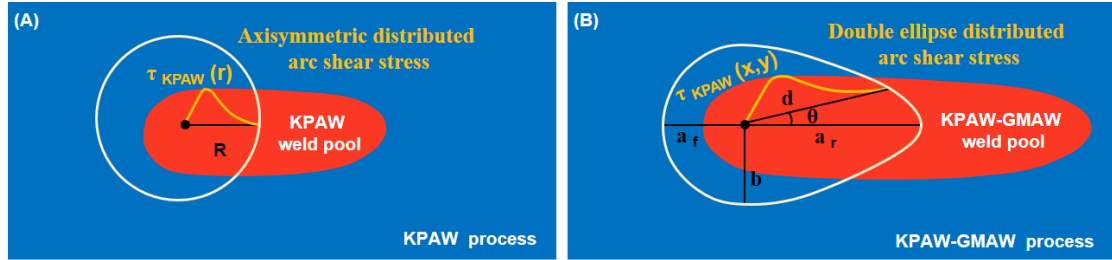 (A)
Axisymmetric distributed
arc shear stress
τ KPAW (r)
KPAW
weld pool
R
KPAW process
(B)
Double ellipse distributed
arc shear stress
τ KPAW (x,y)
d
θ
KPAW-GMAW
weld pool
a f
a r
b
KPAW-GMAW process